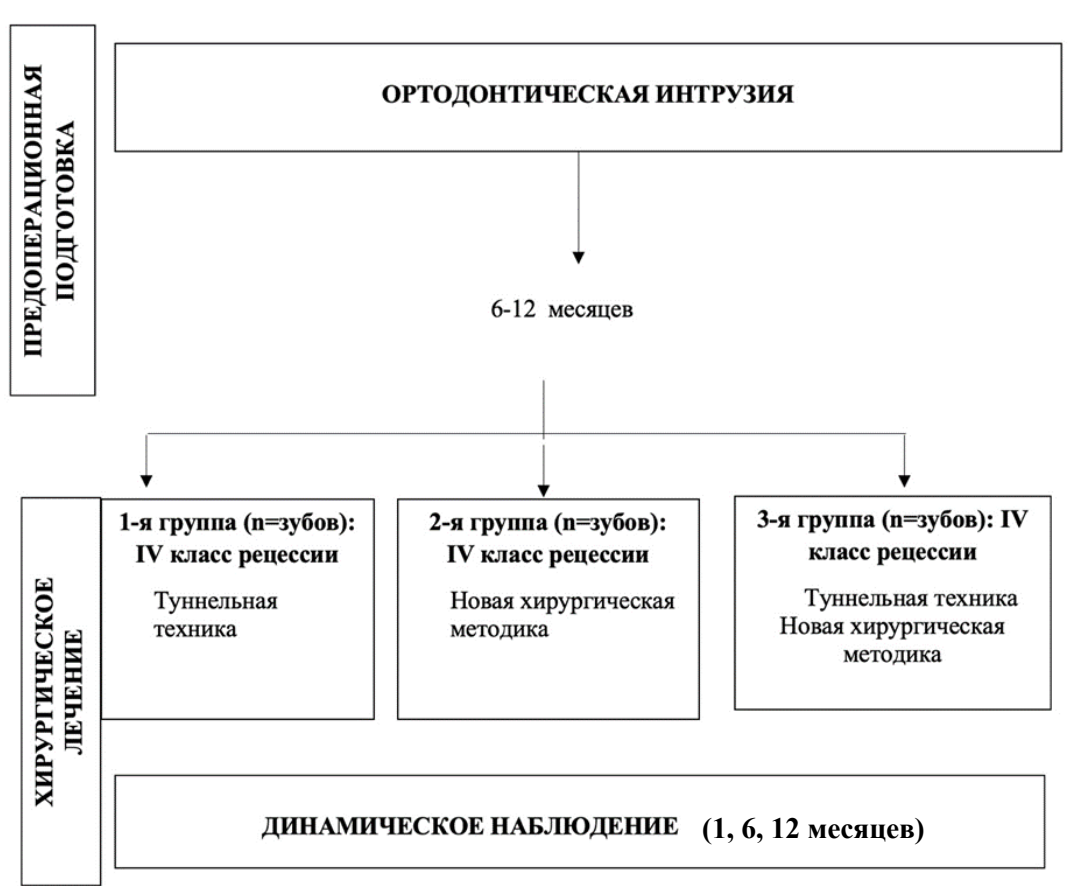 ПРЕДОПЕРАЦИОННАЯ
ПОДГОТОВКА
ОРТОДОНТИЧЕСКАЯ ИНТРУЗИЯ
6-12 месяцев
ХИРУРГИЧЕСКОЕ
ЛЕЧЕНИЕ
1-я группа (n=зубов):
IV класс рецессии
Туннельная
техника
2-я группа (n=зубов):
IV класс рецессии
Новая хирургическая
методика
3-я группа (n=зубов): IV
класс рецессии
Туннельная техника
Новая хирургическая
методика
ДИНАМИЧЕСКОЕ НАБЛЮДЕНИЕ (1, 6, 12 месяцев)